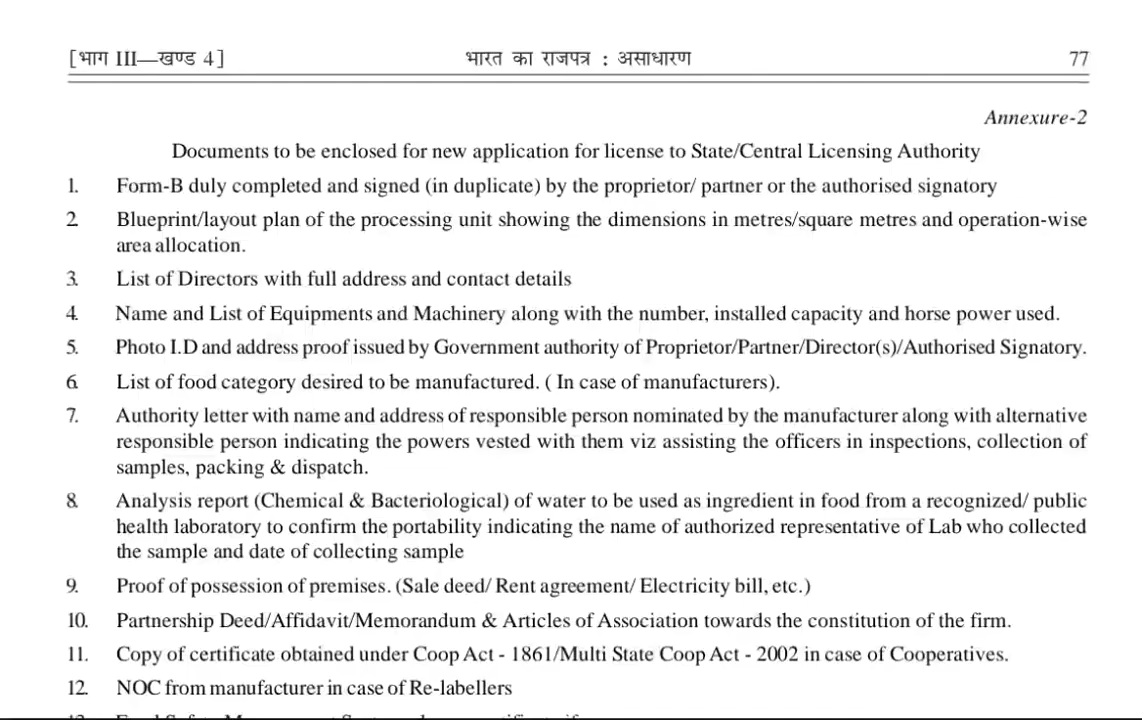 [भाग III—खण्ड 4] भारत का राजपत्र : असाधारण 77
Annexure-2
Documents to be enclosed for new application for license to State/Central Licensing Authority
1. Form-B duly completed and signed (in duplicate) by the proprietor/ partner or the authorised signatory
2. Blueprint/layout plan of the processing unit showing the dimensions in metres/square metres and operation-wise
area allocation.
3. List of Directors with full address and contact details
4. Name and List of Equipments and Machinery along with the number, installed capacity and horse power used.
5. Photo I.D and address proof issued by Government authority of Proprietor/Partner/Director(s)/Authorised Signatory.
6. List of food category desired to be manufactured. ( In case of manufacturers).
7. Authority letter with name and address of responsible person nominated by the manufacturer along with alternative
responsible person indicating the powers vested with them viz assisting the officers in inspections, collection of
samples, packing & dispatch.
8. Analysis report (Chemical & Bacteriological) of water to be used as ingredient in food from a recognized/ public
health laboratory to confirm the portability indicating the name of authorized representative of Lab who collected
the sample and date of collecting sample
9. Proof of possession of premises. (Sale deed/ Rent agreement/ Electricity bill, etc.)
10. Partnership Deed/Affidavit/Memorandum & Articles of Association towards the constitution of the firm.
11. Copy of certificate obtained under Coop Act - 1861/Multi State Coop Act - 2002 in case of Cooperatives.
12. NOC from manufacturer in case of Re-labellers